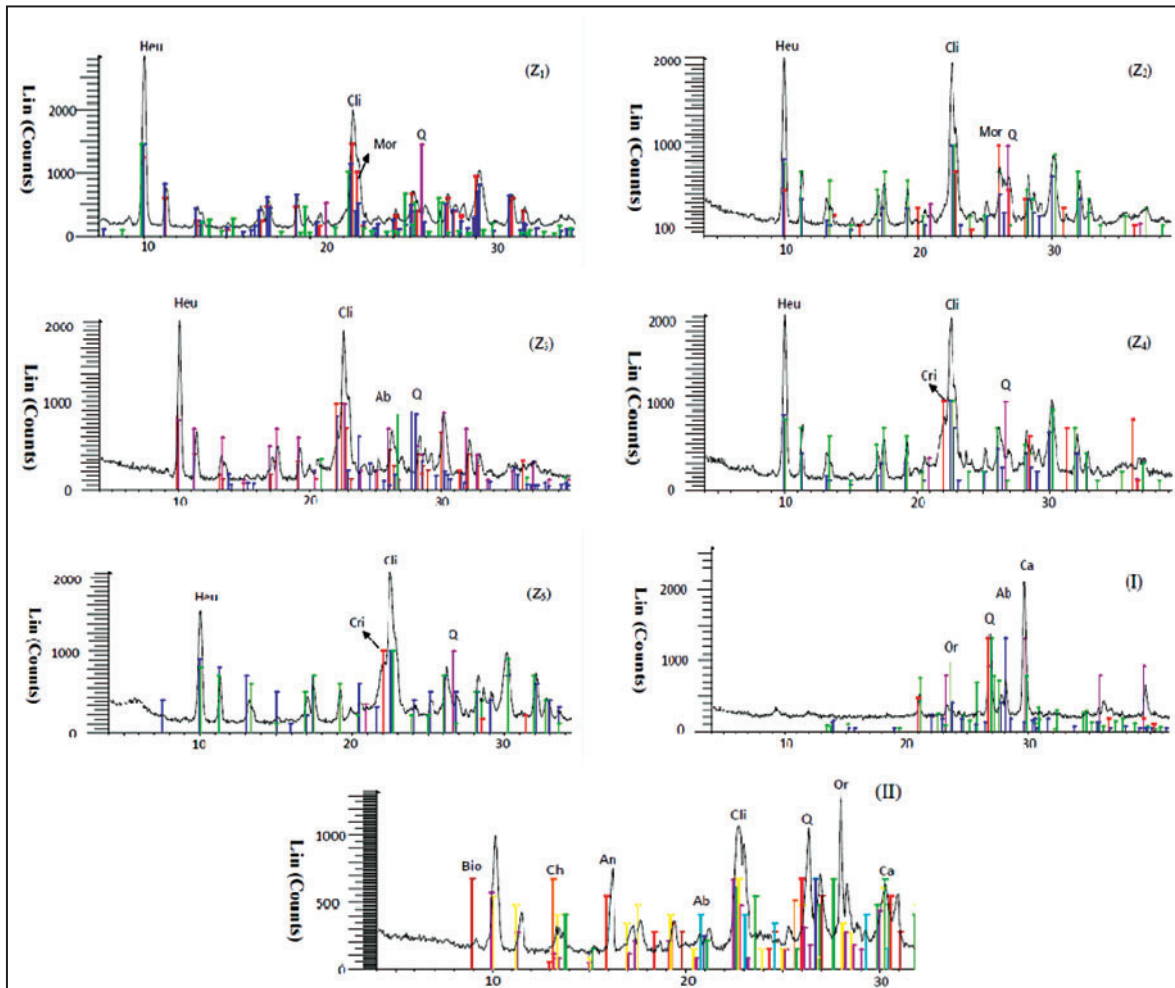 Heu
(Z1)
Cli
Mor
Q
Lin (Counts)
2000
1000
0
10
20
30
Heu
Cli
(Z2)
Mor
Q
Lin (Counts)
2000
1000
100
10
20
30
Heu
Cli
(Z3)
Ab
Q
Lin (Counts)
2000
1000
0
10
20
30
Heu
Cli
(Z4)
Cri
Q
Lin (Counts)
2000
1000
0
10
20
30
Cli
(Z5)
Heu
Cri
Q
Lin (Counts)
2000
1000
0
10
20
30
Ca
(I)
Ab
Q
Or
Lin (Counts)
2000
1000
0
10
20
30
Or
(II)
Cli
Q
An
Bio
Ch
Ab
Ca
Lin (Counts)
1000
500
0
10
20
30